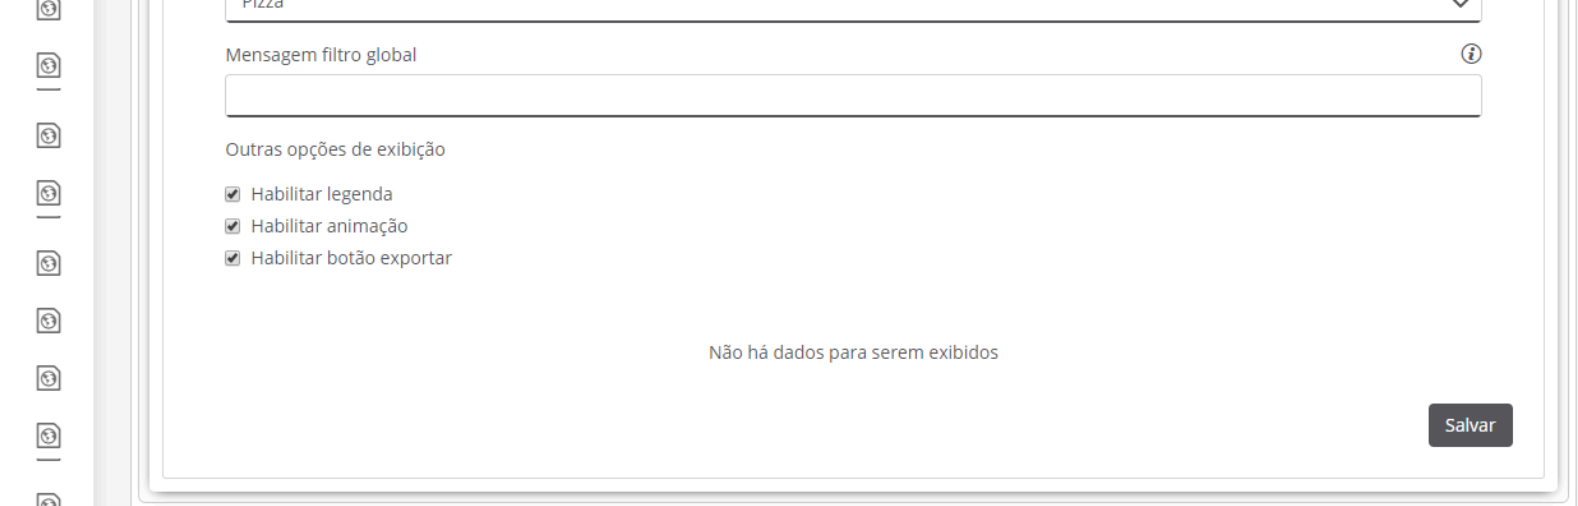 Pizza
Mensagem filtro global
Outras opções de exibição
Habilitar legenda
Habilitar animação
Habilitar botão exportar
Não há dados para serem exibidos
Salvar